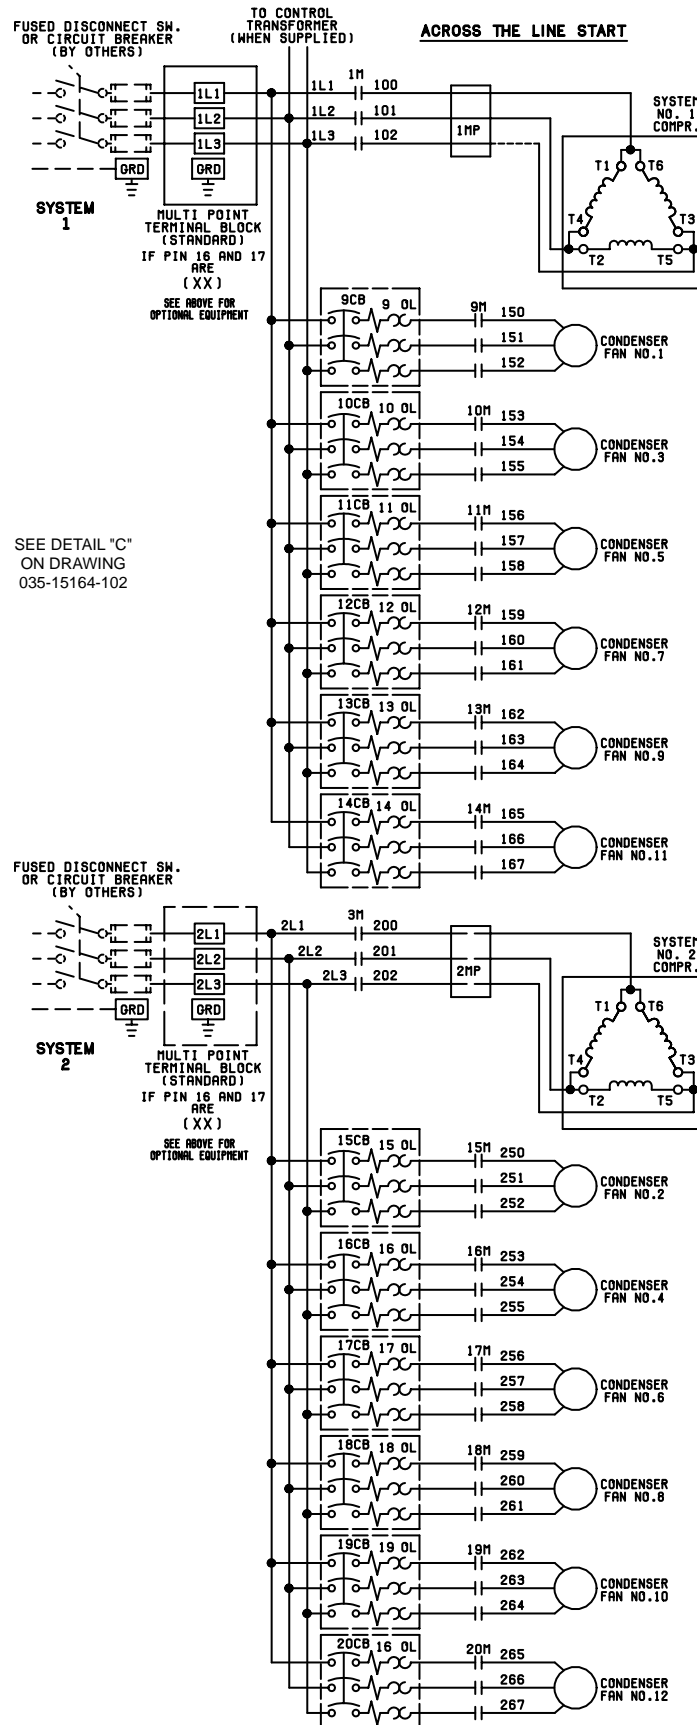 TO CONTROL
TRANSFORMER
(WHEN SUPPLIED)
ACROSS THE LINE START
FUSED DISCONNECT SW.
OR CIRCUIT BREAKER
(BY OTHERS)
1L1
1L2
1L3
GRD
GRD
1L1
1M
100
1L2
101
1L3
102
1MP
SYSTEM
NO. 1
COMPR.
T1
T6
T4
T3
T2
T5
SYSTEM
1
MULTI POINT
TERMINAL BLOCK
(STANDARD)
IF PIN 16 AND 17
ARE
(XX)
SEE ABOVE FOR
OPTIONAL EQUIPMENT
9CB 9 OL
9M 150
151
152
CONDENSER
FAN NO.1
10CB 10 OL
10M 153
154
155
CONDENSER
FAN NO.3
11CB 11 OL
11M 156
157
158
CONDENSER
FAN NO.5
SEE DETAIL "C"
ON DRAWING
035-15164-102
12CB 12 OL
12M 159
160
161
CONDENSER
FAN NO.7
13CB 13 OL
13M 162
163
164
CONDENSER
FAN NO.9
14CB 14 OL
14M 165
166
167
CONDENSER
FAN NO.11
FUSED DISCONNECT SW.
OR CIRCUIT BREAKER
(BY OTHERS)
2L1
2L2
2L3
GRD
GRD
2L1
3M
200
2L2
201
2L3
202
2MP
SYSTEM
NO. 2
COMPR.
T1
T6
T4
T3
T2
T5
SYSTEM
2
MULTI POINT
TERMINAL BLOCK
(STANDARD)
IF PIN 16 AND 17
ARE
(XX)
SEE ABOVE FOR
OPTIONAL EQUIPMENT
15CB 15 OL
15M 250
251
252
CONDENSER
FAN NO.2
16CB 16 OL
16M 253
254
255
CONDENSER
FAN NO.4
17CB 17 OL
17M 256
257
258
CONDENSER
FAN NO.6
18CB 18 OL
18M 259
260
261
CONDENSER
FAN NO.8
19CB 19 OL
19M 262
263
264
CONDENSER
FAN NO.10
20CB 16 OL
20M 265
266
267
CONDENSER
FAN NO.12